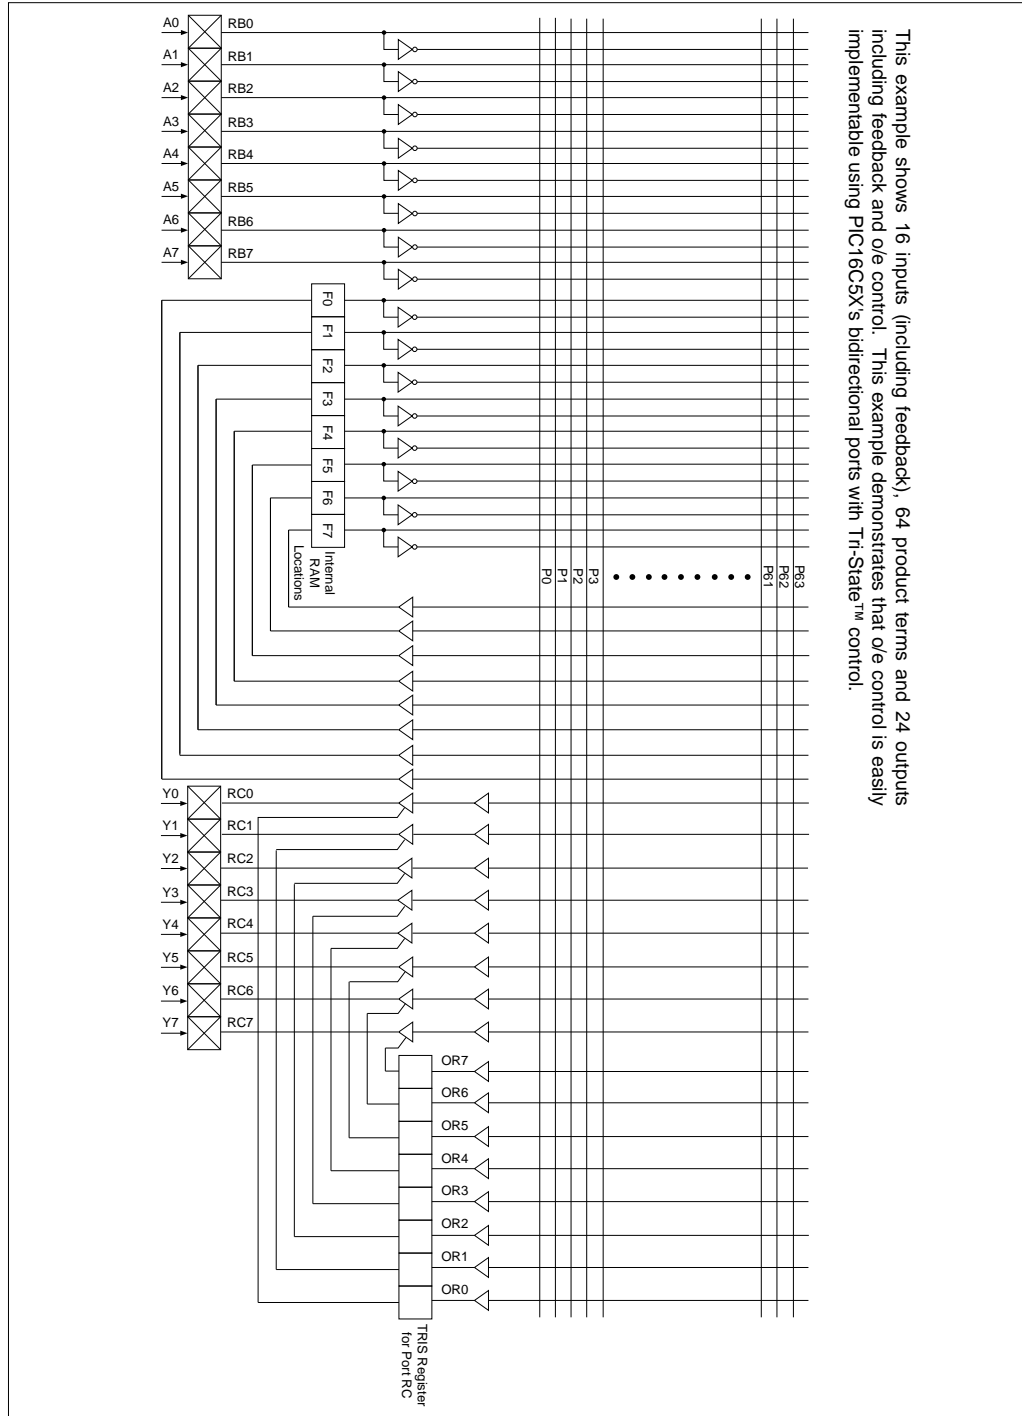 This example shows 16 inputs (including feedback), 64 product terms and 24 outputs
including feedback and o/e control. This example demonstrates that o/e control is easily
implementable using PIC16C5X's bidirectional ports with Tri-State™ control.
A0 RB0
A1 RB1
A2 RB2
A3 RB3
A4 RB4
A5 RB5
A6 RB6
A7 RB7
F0
F1
F2
F3
F4
F5
F6
F7
Internal
RAM
Locations
P0
P1
P2
P3
P61
P62
P63
Y0 RC0
Y1 RC1
Y2 RC2
Y3 RC3
Y4 RC4
Y5 RC5
Y6 RC6
Y7 RC7
OR7
OR6
OR5
OR4
OR3
OR2
OR1
OR0
TRIS Register
for Port RC